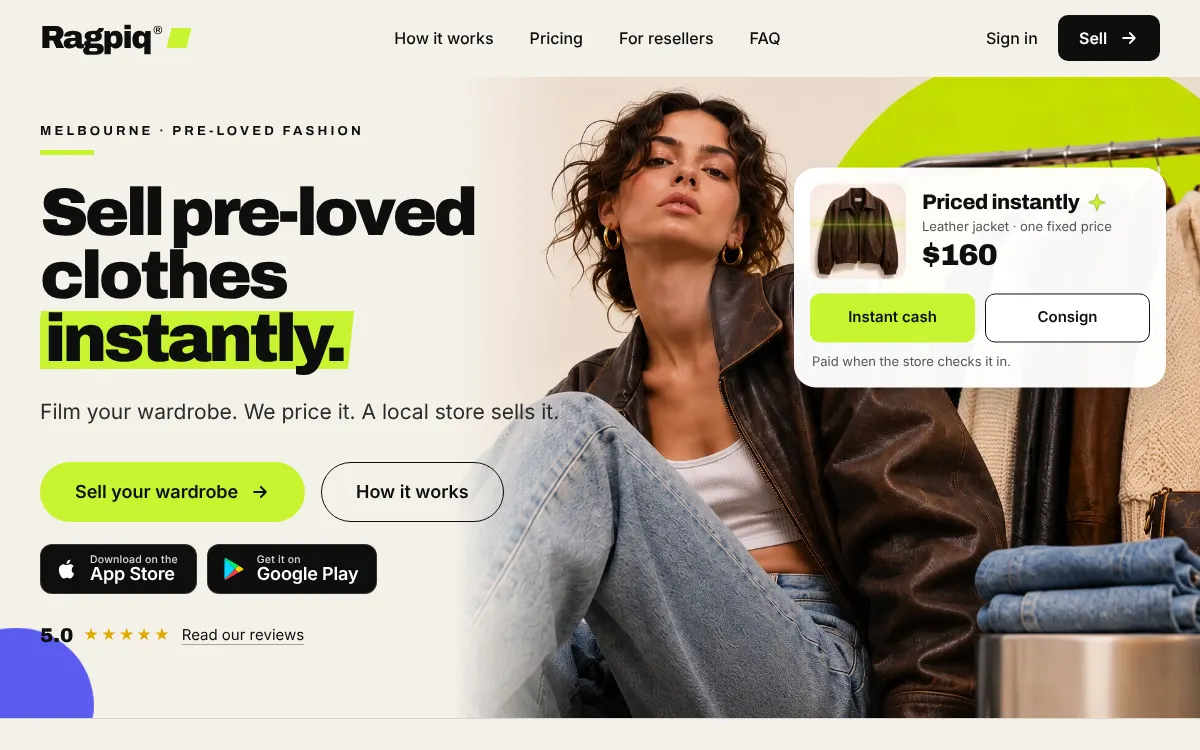 Ragpiq®
How it works
Pricing
For resellers
FAQ
Sign in
Sell
MELBOURNE · PRE-LOVED FASHION
Sell pre-loved
clothes
instantly.
Film your wardrobe. We price it. A local store sells it.
Sell your wardrobe
How it works
Download on the
App Store
Get it on
Google Play
5.0
Read our reviews
Priced instantly
Leather jacket · one fixed price
$160
Instant cash
Consign
Paid when the store checks it in.